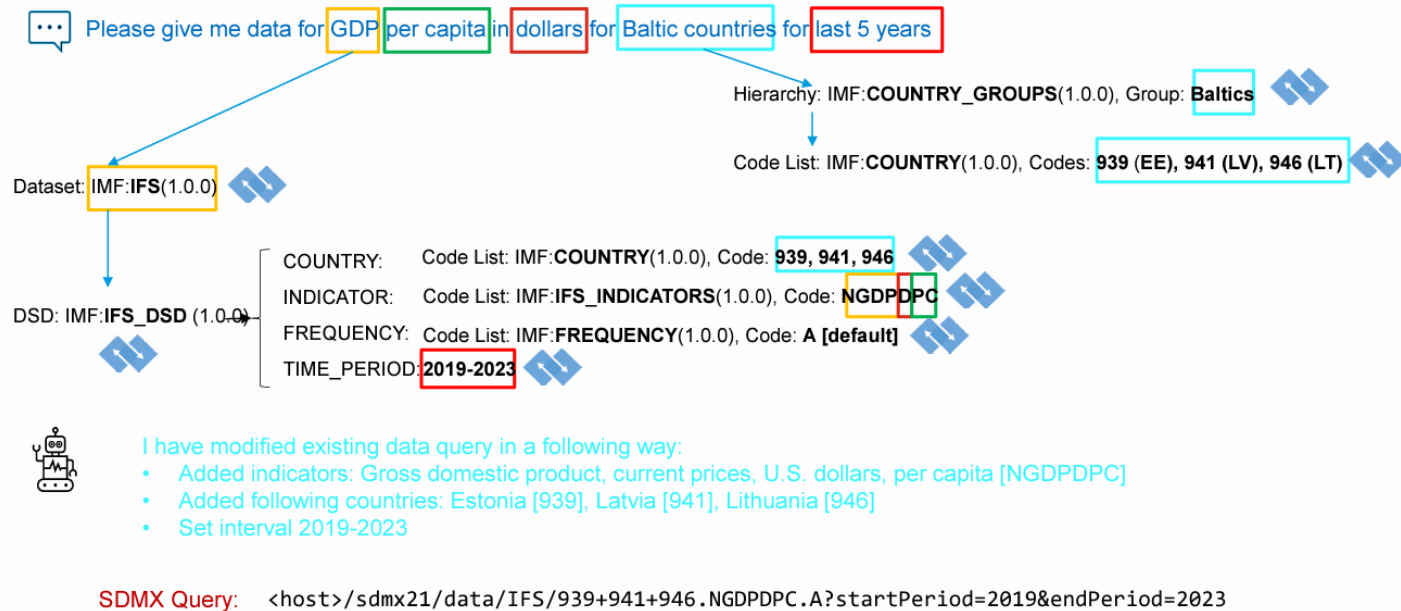 Please give me data for GDP per capita in dollars for Baltic countries for last 5 years
Hierarchy: IMF:COUNTRY_GROUPS(1.0.0), Group: Baltics
Code List: IMF:COUNTRY(1.0.0), Codes: 939 (EE), 941 (LV), 946 (LT)
Dataset: IMF:IFS(1.0.0)
COUNTRY: Code List: IMF:COUNTRY(1.0.0), Code: 939, 941, 946
INDICATOR: Code List: IMF:IFS_INDICATORS(1.0.0), Code: NGDPDPC
DSD: IMF:IFS_DSD (1.0.0)
FREQUENCY: Code List: IMF:FREQUENCY(1.0.0), Code: A [default]
TIME_PERIOD: 2019-2023
I have modified existing data query in a following way:
• Added indicators: Gross domestic product, current prices, U.S. dollars, per capita [NGDPDPC]
• Added following countries: Estonia [939], Latvia [941], Lithuania [946]
• Set interval 2019-2023
SDMX Query: <host>/sdmx21/data/IFS/939+941+946.NGDPDPC.A?startPeriod=2019&endPeriod=2023